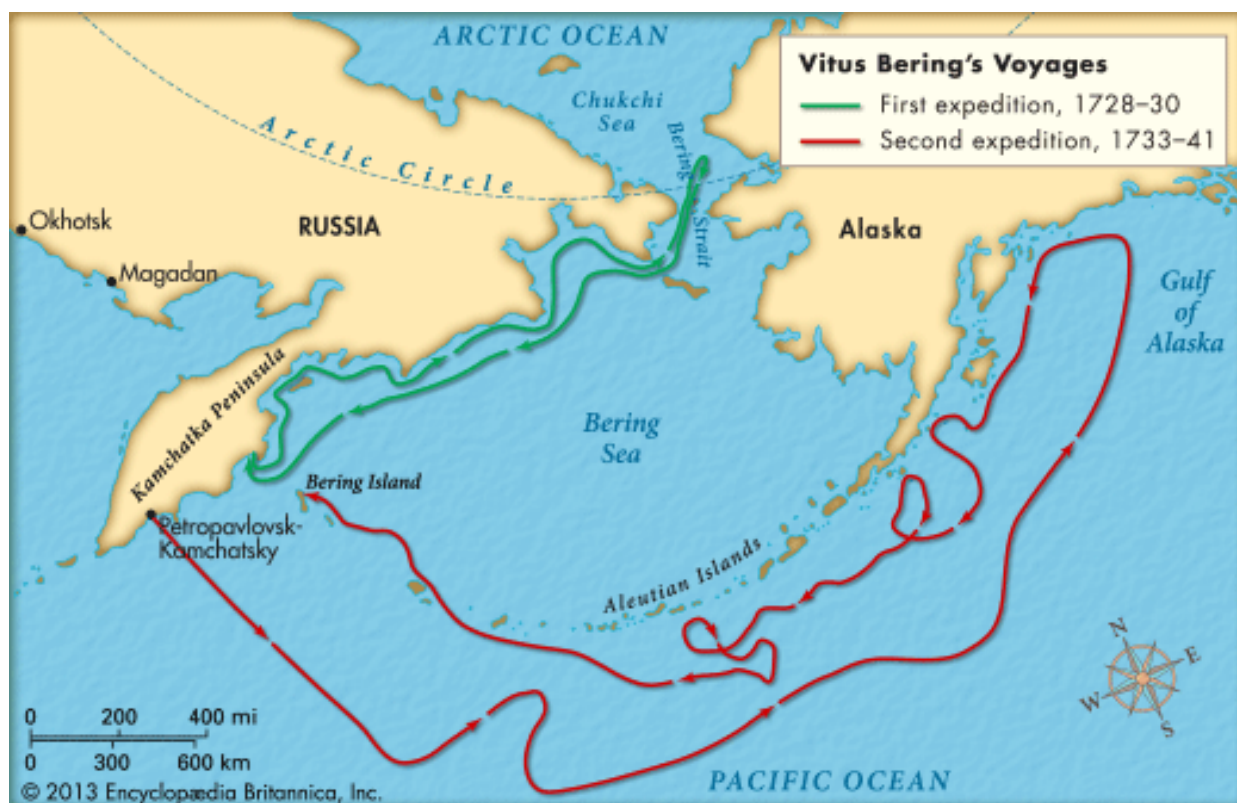 ARCTIC OCEAN
Vitus Bering's Voyages
First expedition, 1728–30
Second expedition, 1733–41
Chukchi
Sea
Bering Strait
Arctic Circle
Okhotsk
RUSSIA
Alaska
Magadan
Gulf
of
Alaska
Kamchatka Peninsula
Bering
Sea
Bering Island
Petropavlovsk-
Kamchatsky
Aleutian Islands
N
E
W
S
0 200 400 mi
0 300 600 km
PACIFIC OCEAN
© 2013 Encyclopædia Britannica, Inc.